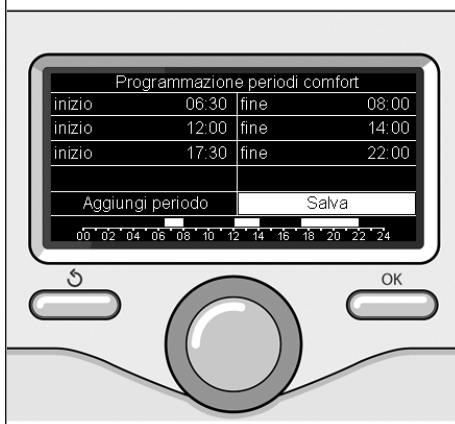 Programmazione periodi comfort
inizio 06:30 fine 08:00
inizio 12:00 fine 14:00
inizio 17:30 fine 22:00
Aggiungi periodo Salva
00 02 04 06 08 10 12 14 16 18 20 22 24
OK